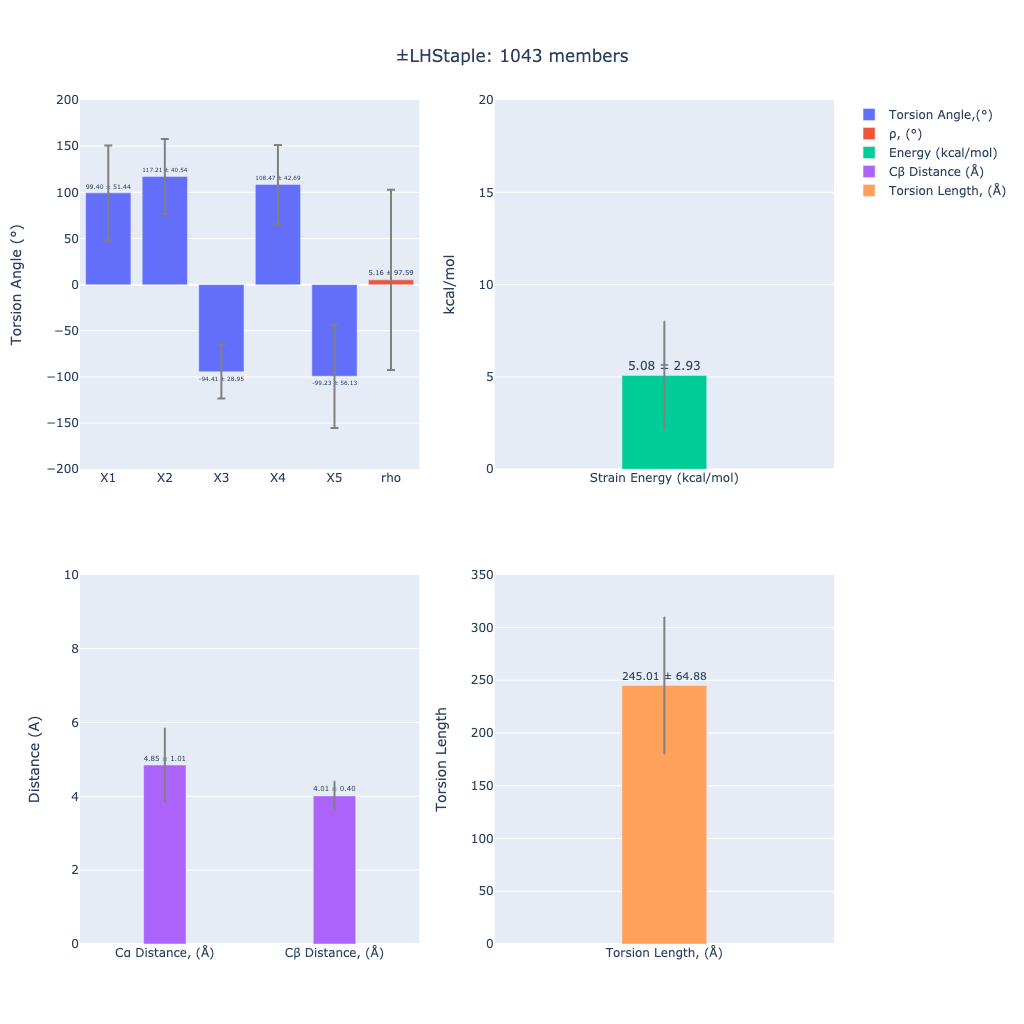 ±LHStaple: 1043 members
Torsion Angle (°)
200
150
100
50
0
−50
−100
−150
−200
99.40 ± 51.44
117.21 ± 40.54
-94.41 ± 28.95
108.47 ± 42.69
-99.23 ± 56.13
5.16 ± 97.59
X1 X2 X3 X4 X5 rho
kcal/mol
20
15
10
5
0
5.08 ± 2.93
Strain Energy (kcal/mol)
Torsion Angle,(°)
ρ, (°)
Energy (kcal/mol)
Cβ Distance (Å)
Torsion Length, (Å)
Distance (A)
10
8
6
4
2
0
4.85 ± 1.01
4.01 ± 0.40
Cα Distance, (Å) Cβ Distance, (Å)
Torsion Length
350
300
250
200
150
100
50
0
245.01 ± 64.88
Torsion Length, (Å)